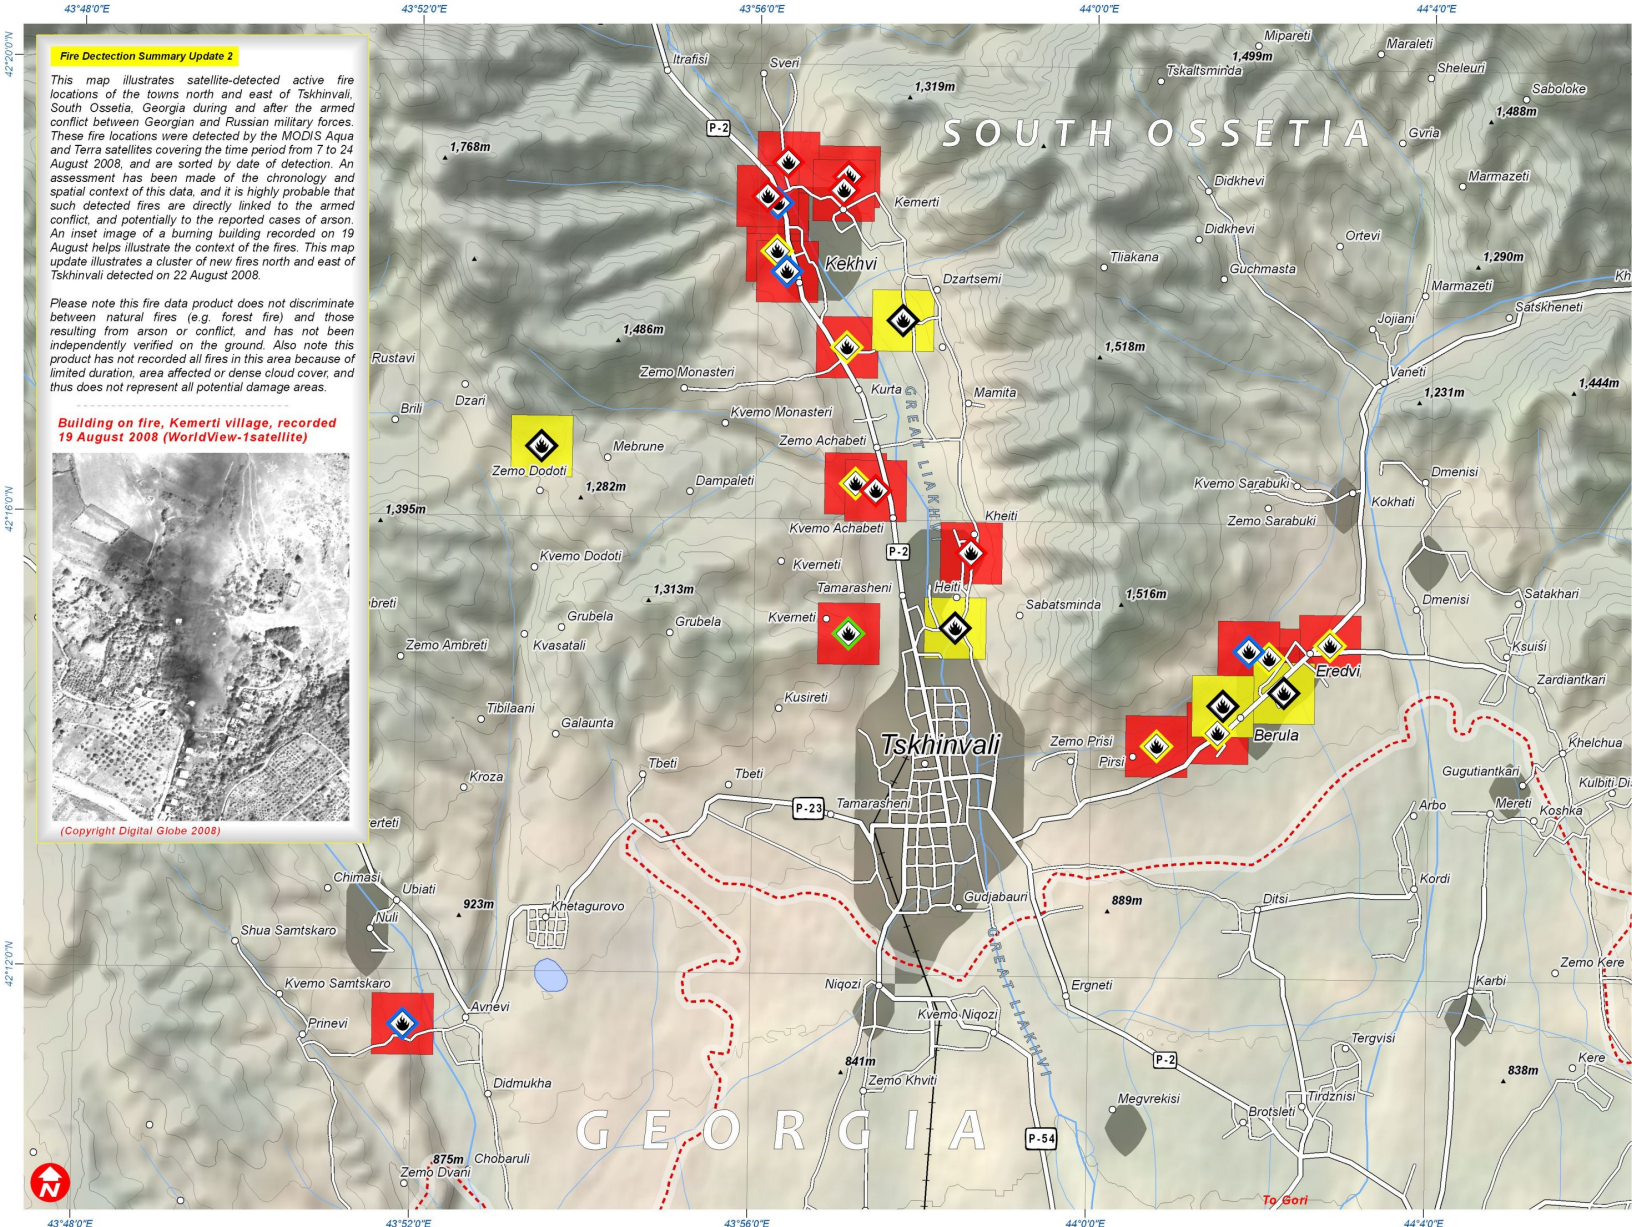 43°48'0"E
43°52'0"E
43°56'0"E
44°0'0"E
44°4'0"E
42°20'0"N
Fire Dectection Summary Update 2
This map illustrates satellite-detected active fire
locations of the towns north and east of Tskhinvali,
South Ossetia, Georgia during and after the armed
conflict between Georgian and Russian military forces.
These fire locations were detected by the MODIS Aqua
and Terra satellites covering the time period from 7 to 24
August 2008, and are sorted by date of detection. An
assessment has been made of the chronology and
spatial context of this data, and it is highly probable that
such detected fires are directly linked to the armed
conflict, and potentially to the reported cases of arson.
An inset image of a burning building recorded on 19
August helps illustrate the context of the fires. This map
update illustrates a cluster of new fires north and east of
Tskhinvali detected on 22 August 2008.
Please note this fire data product does not discriminate
between natural fires (e.g. forest fire) and those
resulting from arson or conflict, and has not been
independently verified on the ground. Also note this
product has not recorded all fires in this area because of
limited duration, area affected or dense cloud cover, and
thus does not represent all potential damage areas.
Building on fire, Kemerti village, recorded
19 August 2008 (WorldView-1satellite)
(Copyright Digital Globe 2008)
Itrafisi
Sveri
Mipareti
1,499m
Maraleti
Tskaltsminda
Sheleuri
Saboloke
1,319m
1,488m
P-2
SOUTH OSSETIA
Gvria
1,768m
Didkhevi
Marmazeti
Kemerti
Didkhevi
Ortevi
Kekhvi
Tliakana
Guchmasta
1,290m
Dzartsemi
Marmazeti
Kh
Satskheneti
Jojiani
1,486m
1,518m
Rustavi
Zemo Monasteri
Vaneti
Kurta
Mamita
1,231m
1,444m
Dzari
Brili
Kvemo Monasteri
GREAT LIAKHVI
Zemo Achabeti
Mebrune
Zemo Dodoti
Dampaleti
1,282m
Kvemo Sarabuki
Dmenisi
Kokhati
Zemo Sarabuki
42°16'0"N
1,395m
Kvemo Achabeti
Kheiti
P-2
Kvemo Dodoti
Kverneti
Tamarasheni
Heiti
1,313m
1,516m
Sabatsminda
Dmenisi
Satakhari
breti
Grubela
Grubela
Kverneti
Zemo Ambreti
Kvasatali
Ksuisi
Eredvi
Zardiantkari
Kusireti
Tibilaani
Galaunta
Tskhinvali
Zemo Prisi
Berula
Pirsi
Khelchua
Gugutiantkari
Kulbiti Di
Kroza
Tbeti
Tbeti
P-23
Tamarasheni
Arbo
Mereti
Koshka
erteti
Chimasi
Ubiati
Kordi
Gudjabauri
Ditsi
889m
Nuli
923m
Khetagurovo
Shua Samtskaro
GREAT LIAKHVI
42°12'0"N
Kvemo Samtskaro
Niqozi
Ergneti
Karbi
Zemo Kere
Avnevi
Kvemo Niqozi
Prinevi
Tergvisi
841m
P-2
Kere
838m
Didmukha
Zemo Khviti
Megvrekisi
Tirdznisi
Brotsleti
GEORGIA
P-54
875m
Chobaruli
Zemo Dvani
N
To Gori
43°48'0"E
43°52'0"E
43°56'0"E
44°0'0"E
44°4'0"E